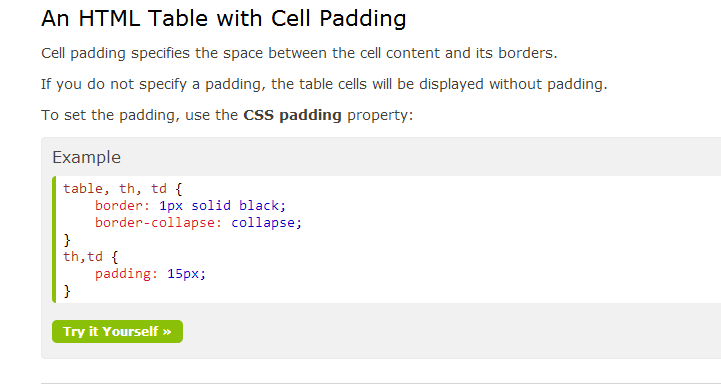 An HTML Table with Cell Padding
Cell padding specifies the space between the cell content and its borders.
If you do not specify a padding, the table cells will be displayed without padding.
To set the padding, use the CSS padding property:
Example
table, th, td {
    border: 1px solid black;
    border-collapse: collapse;
}
th,td {
    padding: 15px;
}
Try it Yourself »